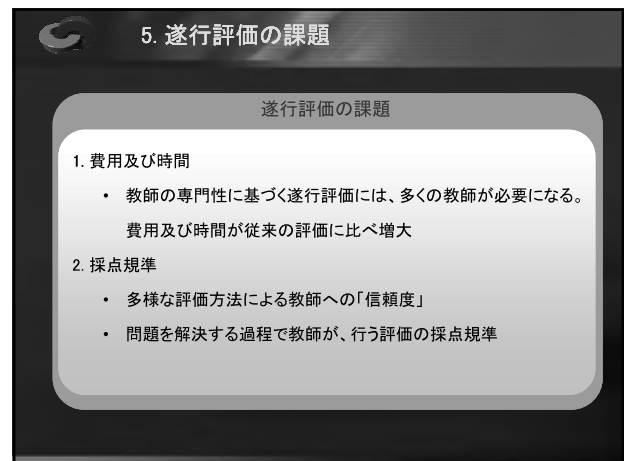 5. 遂行評価の課題
遂行評価の課題
1. 費用及び時間
・ 教師の専門性に基づく遂行評価には、多くの教師が必要になる。
費用及び時間が従来の評価に比べ増大
2. 採点規準
・ 多様な評価方法による教師への「信頼度」
・ 問題を解決する過程で教師が、行う評価の採点規準